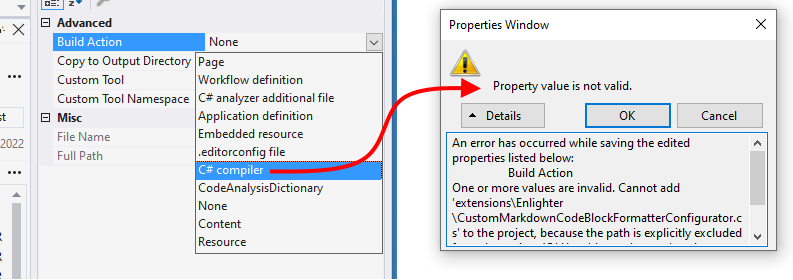 Advanced
Build Action None
Copy to Output Directory
Custom Tool
Custom Tool Namespace
Misc
File Name
Full Path
Page
Workflow definition
C# analyzer additional file
Application definition
Embedded resource
.editorconfig file
C# compiler
CodeAnalysisDictionary
None
Content
Resource
st
2022
Properties Window
Property value is not valid.
Details OK Cancel
An error has occurred while saving the edited
properties listed below:
Build Action
One or more values are invalid. Cannot add
'extensions\Enlighter
\CustomMarkdownCodeBlockFormatterConfigurator.c
s' to the project, because the path is explicitly excluded